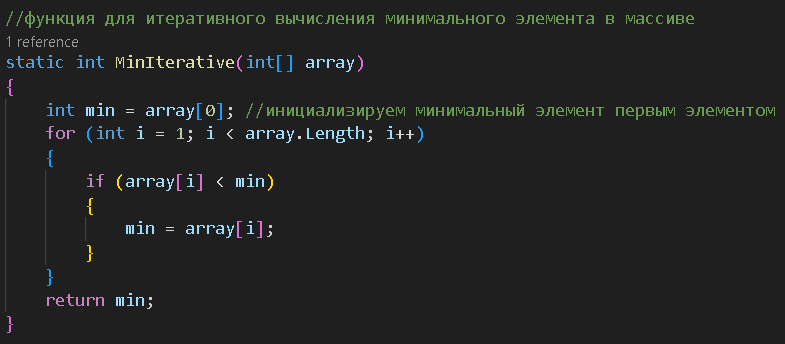 //функция для итеративного вычисления минимального элемента в массиве
1 reference
static int MinIterative(int[] array)
{
    int min = array[0]; //инициализируем минимальный элемент первым элементом
    for (int i = 1; i < array.Length; i++)
    {
        if (array[i] < min)
        {
            min = array[i];
        }
    }
    return min;
}